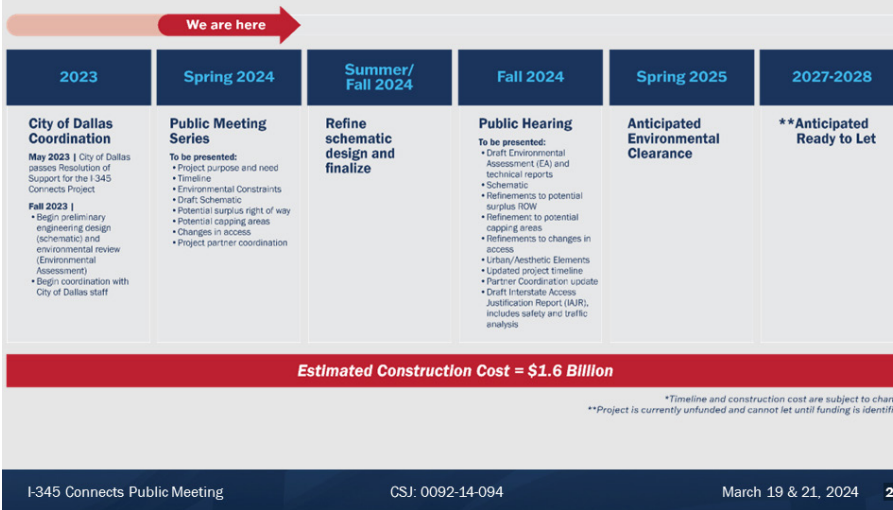 We are here
2023
Spring 2024
Summer/
Fall 2024
Fall 2024
Spring 2025
2027-2028
City of Dallas
Coordination
May 2023 | City of Dallas
passes Resolution of
Support for the I-345
Connects Project
Fall 2023 |
• Begin preliminary
engineering design
(schematic) and
environmental review
(Environmental
Assessment)
• Begin coordination with
City of Dallas staff
Public Meeting
Series
To be presented:
• Project purpose and need
• Timeline
• Environmental Constraints
• Draft Schematic
• Potential surplus right of way
• Potential capping areas
• Changes in access
• Project partner coordination
Refine
schematic
design and
finalize
Public Hearing
To be presented:
• Draft Environmental
Assessment (EA) and
technical reports
• Schematic
• Refinements to potential
surplus ROW
• Refinement to potential
capping areas
• Refinements to changes in
access
• Urban/Aesthetic Elements
• Updated project timeline
• Partner Coordination update
• Draft Interstate Access
Justification Report (IAJR),
includes safety and traffic
analysis
Anticipated
Environmental
Clearance
**Anticipated
Ready to Let
Estimated Construction Cost = $1.6 Billion
*Timeline and construction cost are subject to chan
**Project is currently unfunded and cannot let until funding is identifi
I-345 Connects Public Meeting
CSJ: 0092-14-094
March 19 & 21, 2024
2